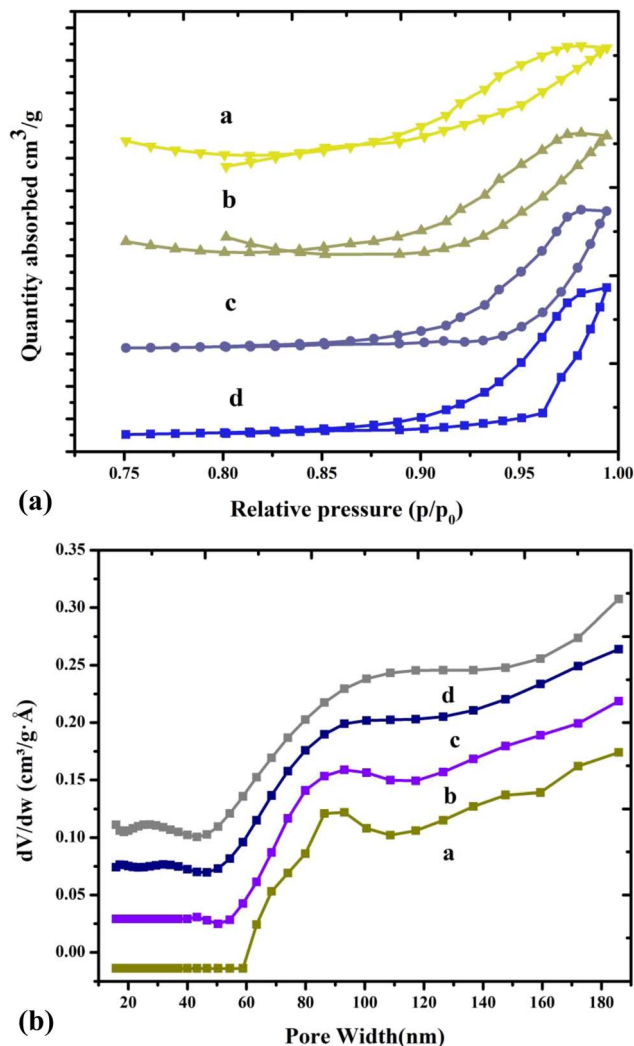 Quantity absorbed cm³/g
a
b
c
d
0.75 0.80 0.85 0.90 0.95 1.00
(a)
Relative pressure (p/p₀)
dV/dw (cm³/g·Å)
0.35
0.30
0.25
0.20
0.15
0.10
0.05
0.00
d
c
b
a
20 40 60 80 100 120 140 160 180
(b)
Pore Width(nm)